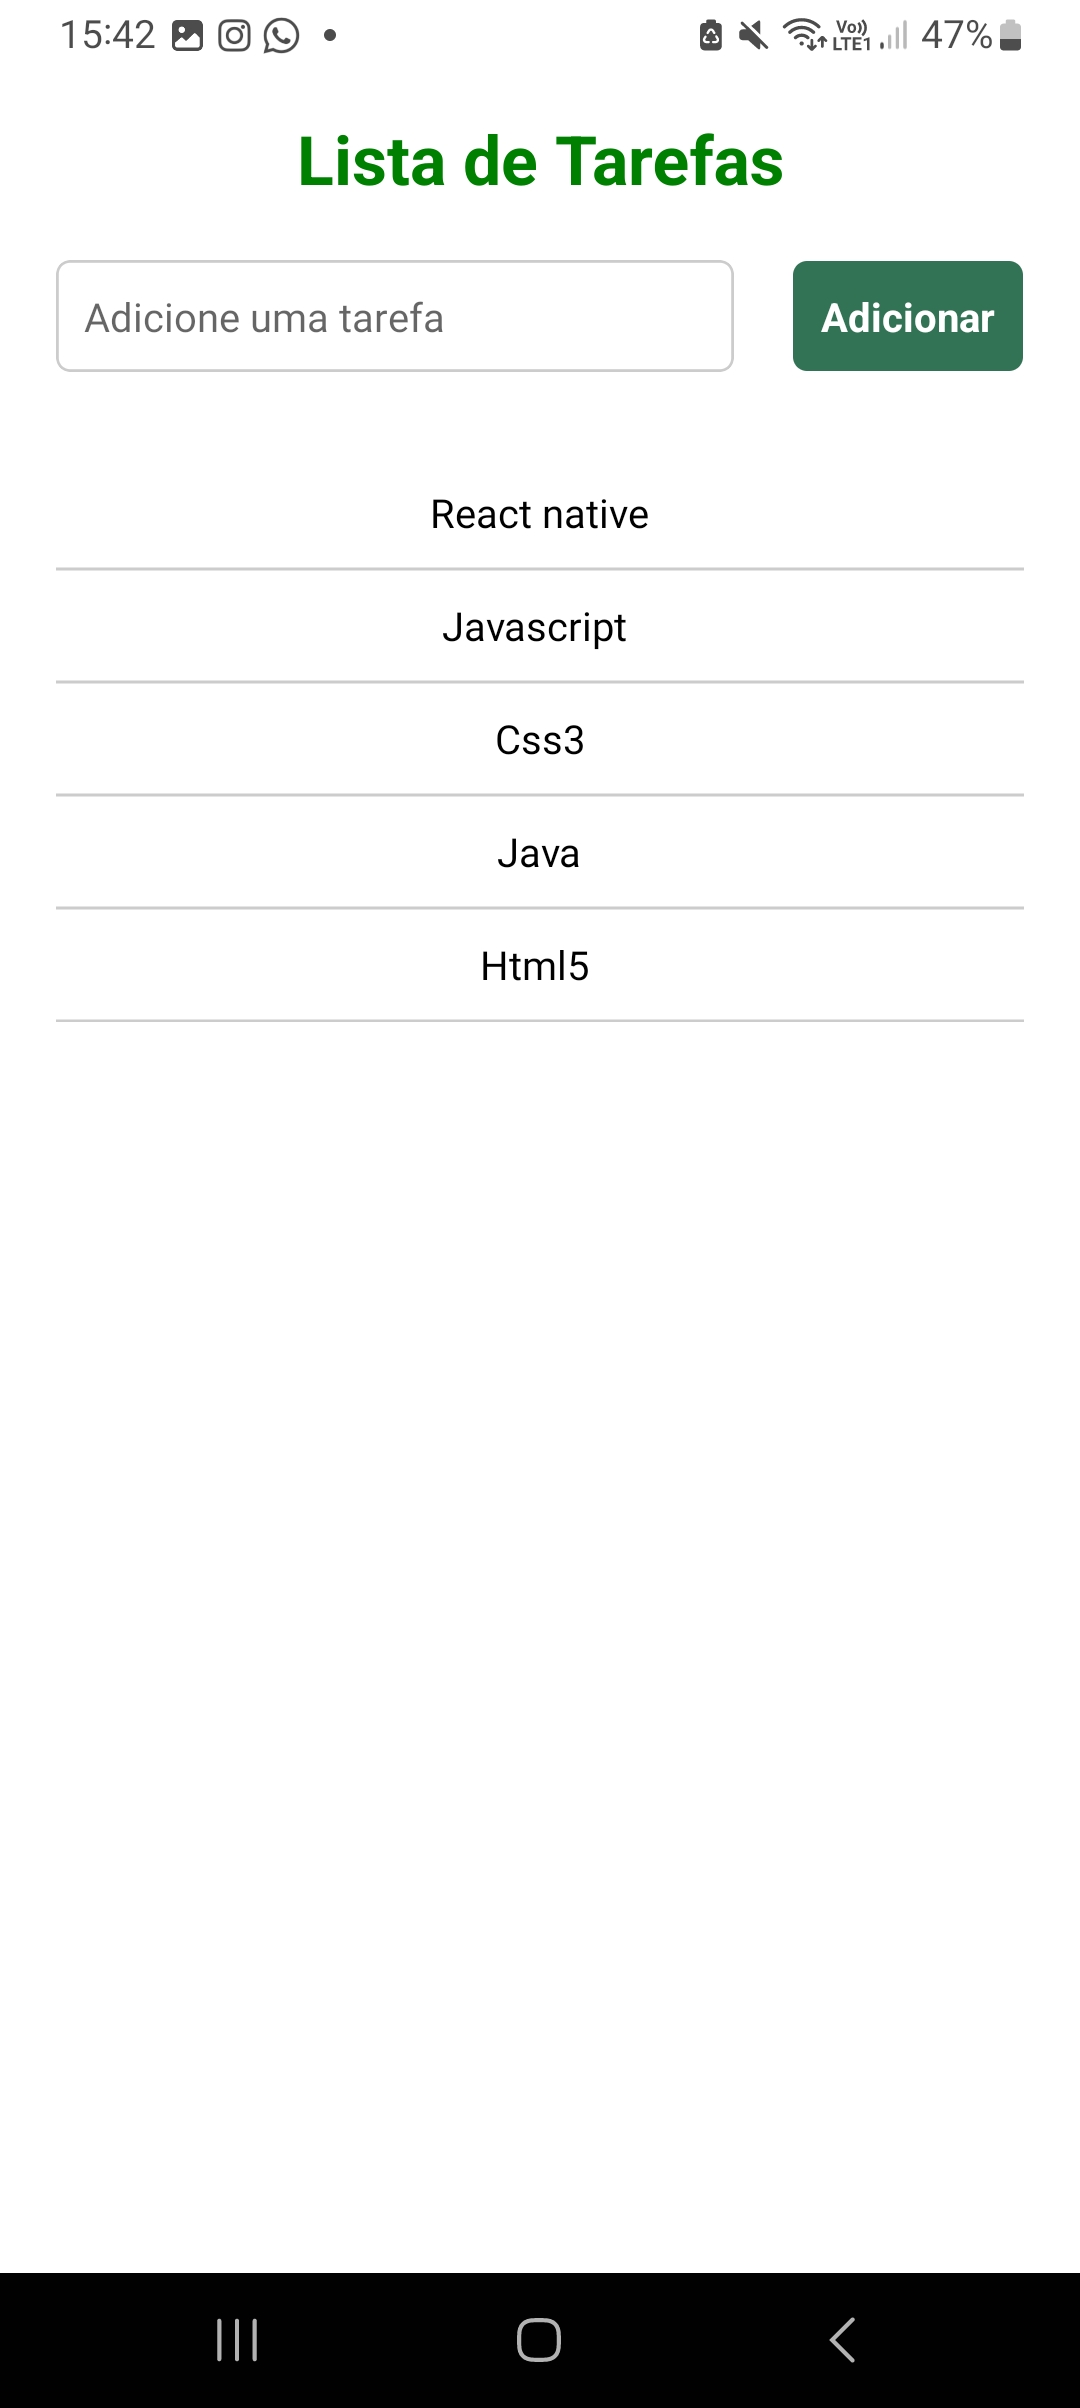 15:42 Vo)) LTE1 47%
Lista de Tarefas
Adicione uma tarefa Adicionar
React native
Javascript
Css3
Java
Html5